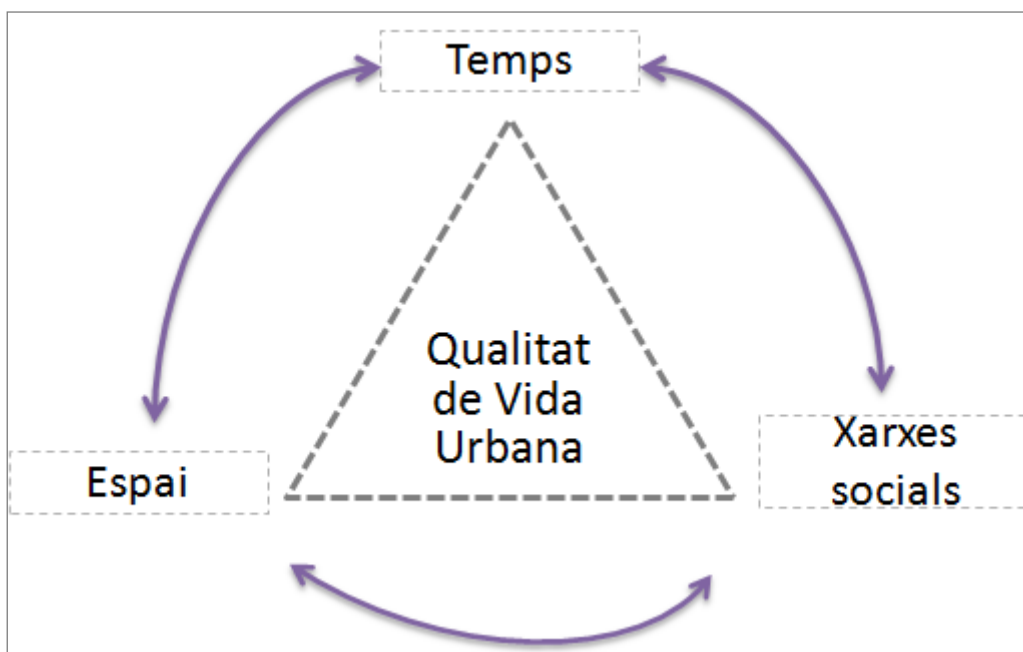 Temps
Qualitat
de Vida
Urbana
Espai
Xarxes
socials